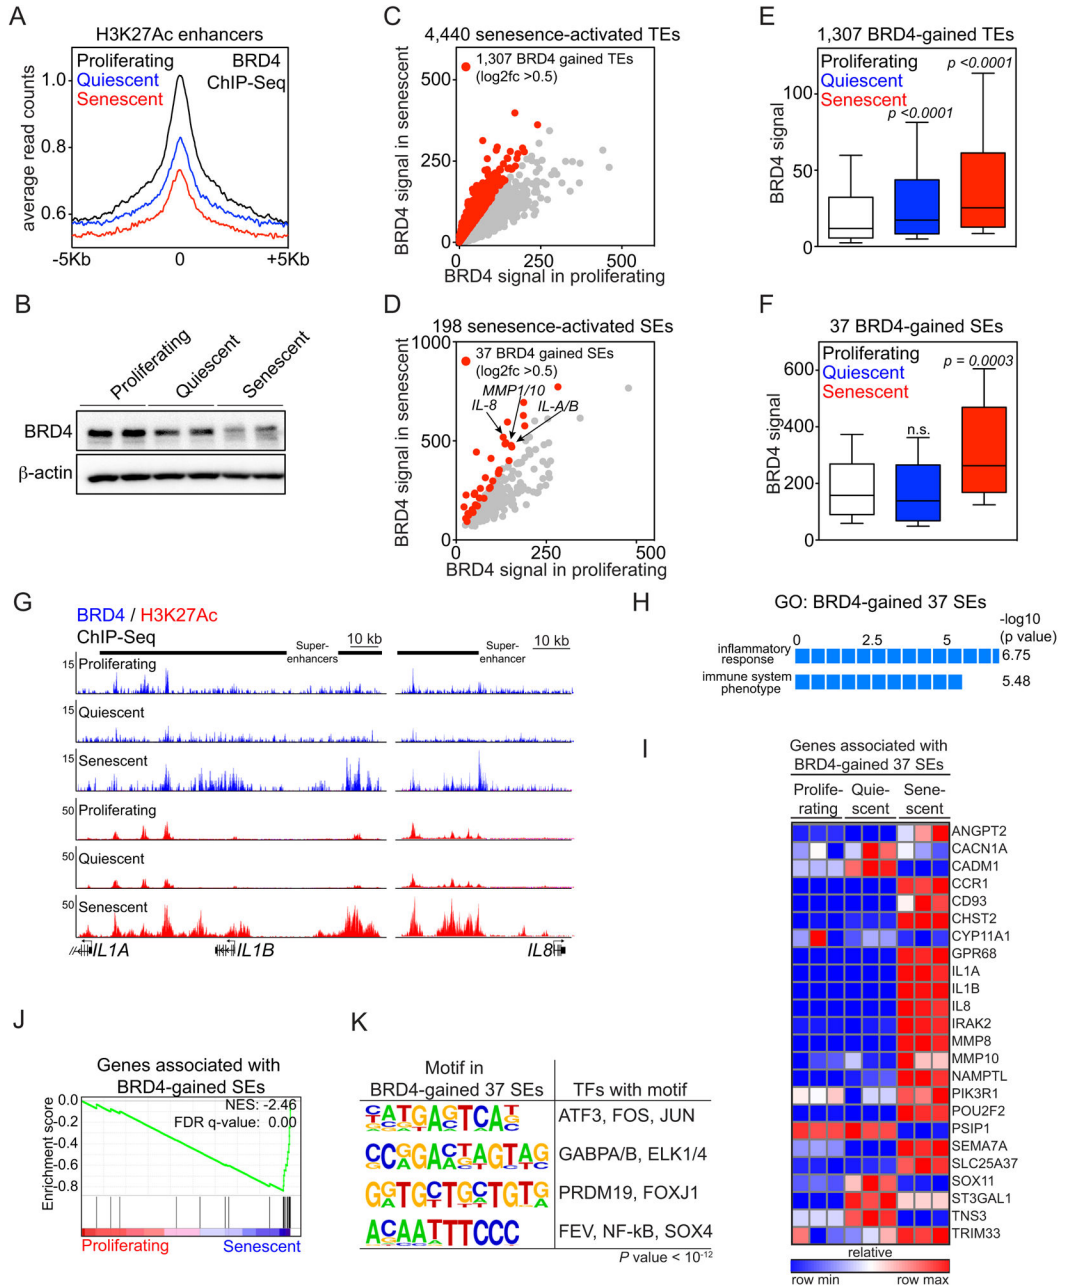 A
H3K27Ac enhancers
Proliferating
Quiescent
Senescent
BRD4
ChIP-Seq
average read counts
1.0
0.8
0.6
-5Kb
0
+5Kb
B
Proliferating
Quiescent
Senescent
BRD4
β-actin
C
4,440 senesence-activated TEs
1,307 BRD4 gained TEs
(log2fc >0.5)
BRD4 signal in senescent
500
250
0
0
250
500
BRD4 signal in proliferating
D
198 senesence-activated SEs
37 BRD4 gained SEs
(log2fc >0.5)
MMP1/10
IL-8
IL-A/B
BRD4 signal in senescent
1000
500
0
0
250
500
BRD4 signal in proliferating
E
1,307 BRD4-gained TEs
Proliferating
Quiescent
Senescent
p <0.0001
p <0.0001
BRD4 signal
100
50
0
F
37 BRD4-gained SEs
Proliferating
Quiescent
Senescent
p = 0.0003
n.s.
BRD4 signal
600
400
200
0
G
BRD4 / H3K27Ac
ChIP-Seq
Super-enhancers
10 kb
Super-enhancer
10 kb
15
Proliferating
15
Quiescent
15
Senescent
50
Proliferating
50
Quiescent
50
Senescent
IL1A
IL1B
IL8
H
GO: BRD4-gained 37 SEs
-log10
(p value)
0
2.5
5
inflammatory
response
6.75
immune system
phenotype
5.48
I
Genes associated with
BRD4-gained 37 SEs
Prolife-
rating
Quie-
scent
Sene-
scent
ANGPT2
CACN1A
CADM1
CCR1
CD93
CHST2
CYP11A1
GPR68
IL1A
IL1B
IL8
IRAK2
MMP8
MMP10
NAMPTL
PIK3R1
POU2F2
PSIP1
SEMA7A
SLC25A37
SOX11
ST3GAL1
TNS3
TRIM33
relative
row min
row max
J
Genes associated with
BRD4-gained SEs
NES: -2.46
FDR q-value: 0.00
Enrichment score
0.0
-0.2
-0.4
-0.6
-0.8
Proliferating
Senescent
K
Motif in
BRD4-gained 37 SEs
TFs with motif
ATF3, FOS, JUN
GABPA/B, ELK1/4
PRDM19, FOXJ1
FEV, NF-kB, SOX4
P value < 10-12